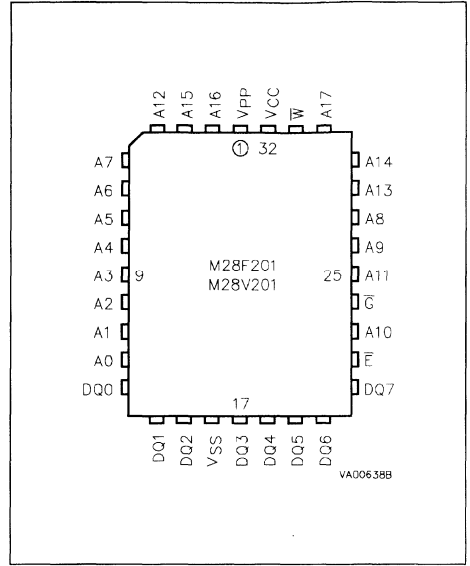 A12 A15 A16 VPP VCC W̅ A17
① 32
A7 A14
A6 A13
A5 A8
A4 A9
A3 9 M28F201 25 A11
M28V201
A2 G̅
A1 A10
A0 E̅
DQ0 DQ7
17
DQ1 DQ2 VSS DQ3 DQ4 DQ5 DQ6
VA00638B